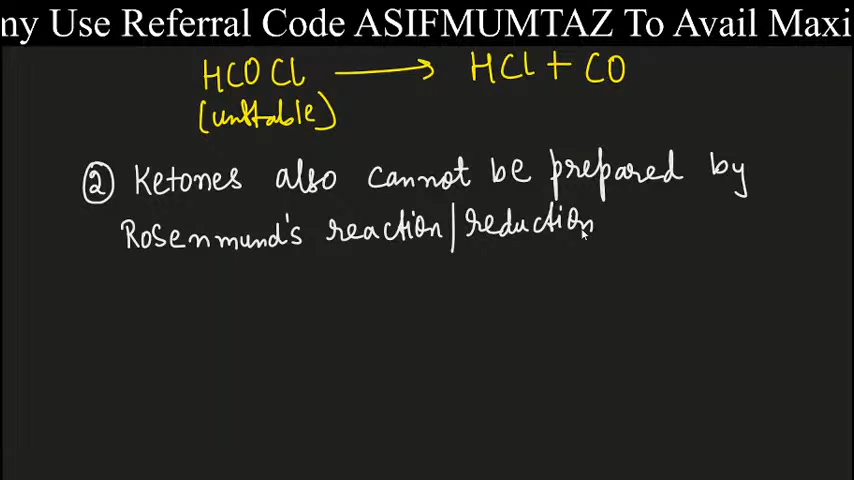 ny Use Referral Code ASIFMUMTAZ To Avail Maxi
HCOCl ⟶ HCl + CO
(unstable)
② Ketones also cannot be prepared by
Rosenmund's reaction/reduction